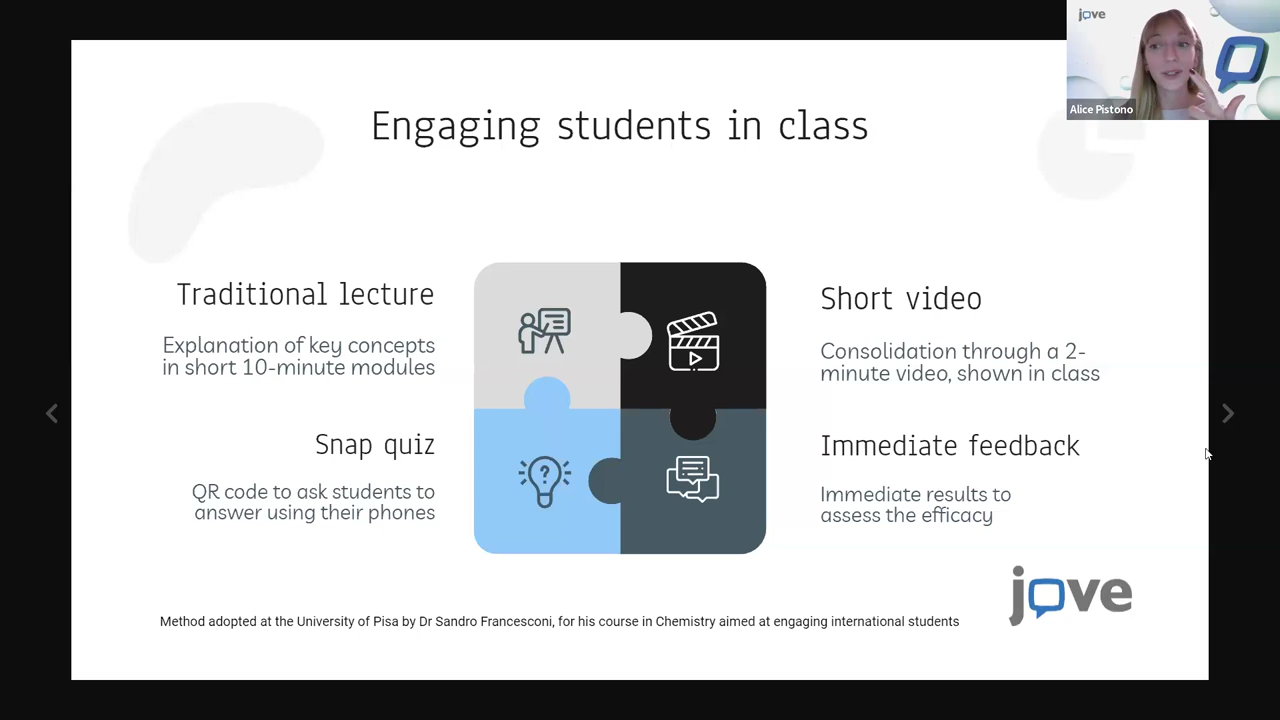 jove
Alice Pistono
Engaging students in class
Traditional lecture
Explanation of key concepts
in short 10-minute modules
Short video
Consolidation through a 2-
minute video, shown in class
Snap quiz
QR code to ask students to
answer using their phones
?
Immediate feedback
Immediate results to
assess the efficacy
jove
Method adopted at the University of Pisa by Dr Sandro Francesconi, for his course in Chemistry aimed at engaging international students